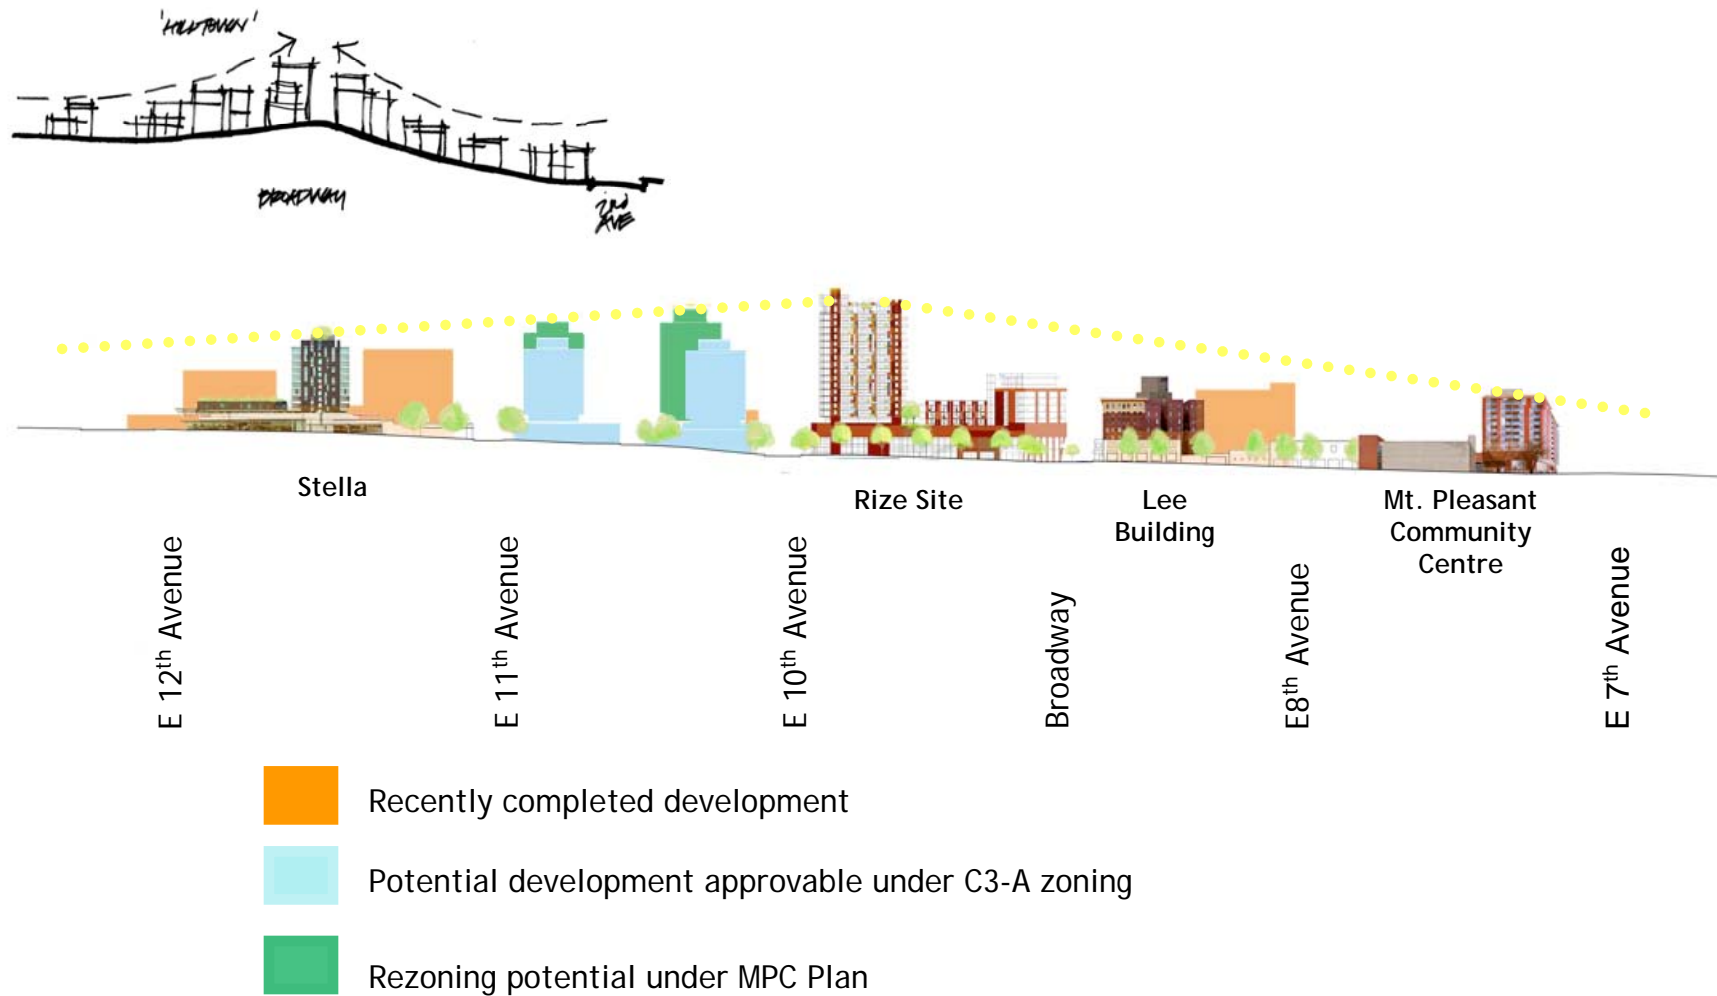 'HILLTOWN'
BROADWAY
2ND
AVE
Stella
Rize Site
Lee
Building
Mt. Pleasant
Community
Centre
E 12th Avenue
E 11th Avenue
E 10th Avenue
Broadway
E8th Avenue
E 7th Avenue
Recently completed development
Potential development approvable under C3-A zoning
Rezoning potential under MPC Plan